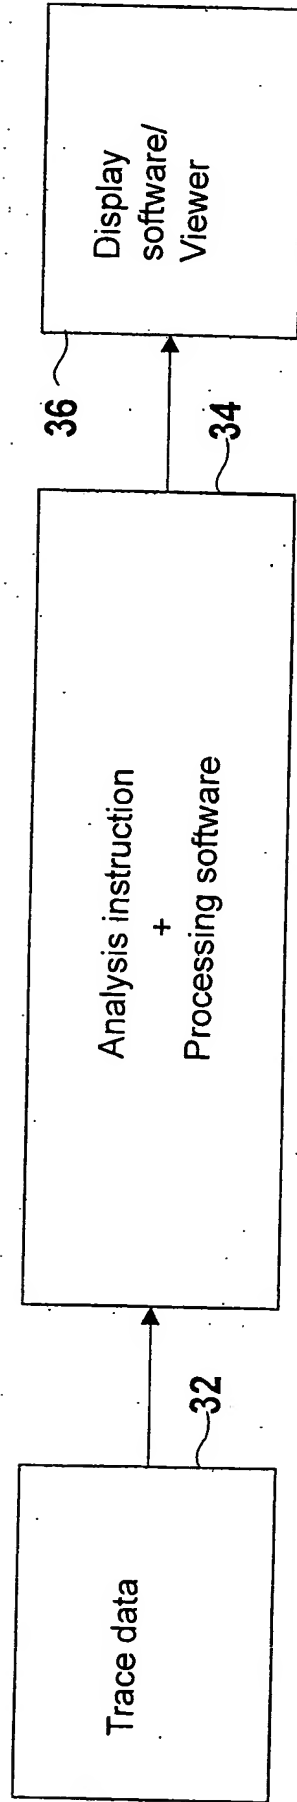 Trace data
32
Analysis instruction
+
Processing software
34
Display
software/
Viewer
36